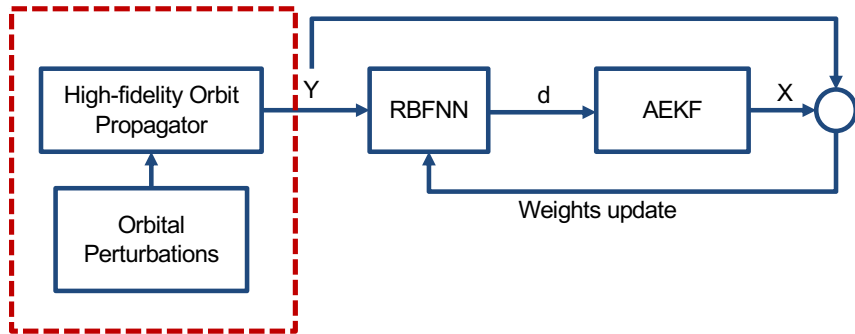 High-fidelity Orbit
Propagator
Orbital
Perturbations
Y
RBFNN
d
AEKF
X
Weights update